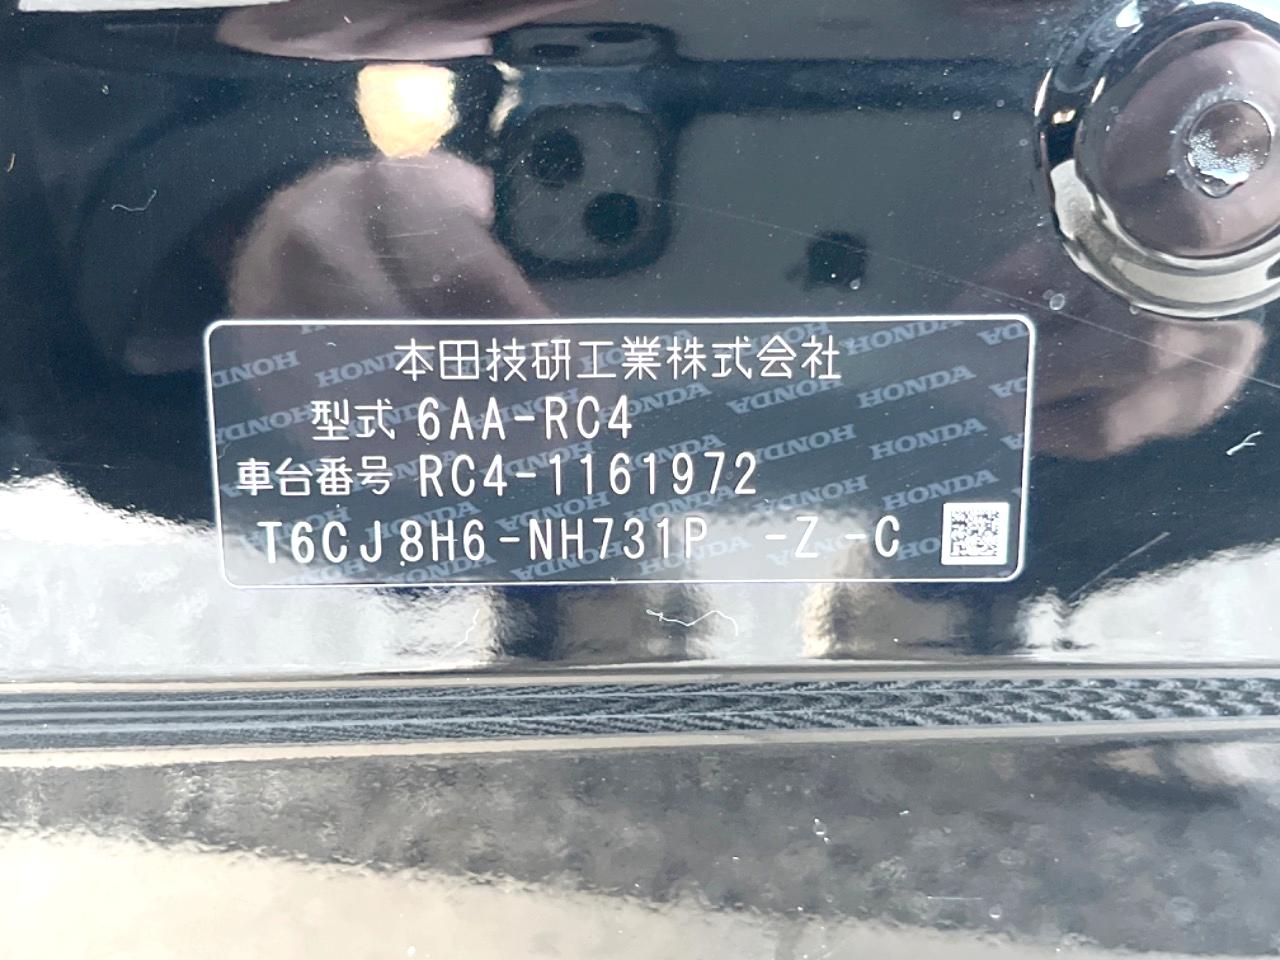 本田技研工業株式会社
型式 6AA-RC4
車台番号 RC4-1161972
T6CJ8H6-NH731P -Z -C